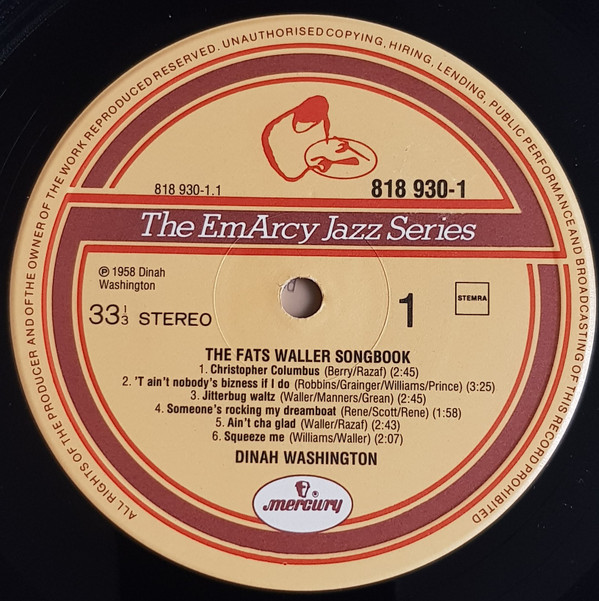 ALL RIGHTS OF THE PRODUCER AND OF THE OWNER OF THE WORK REPRODUCED RESERVED. UNAUTHORISED COPYING, HIRING, LENDING, PUBLIC PERFORMANCE AND BROADCASTING OF THIS RECORD PROHIBITED
818 930-1.1
818 930-1
The EmArcy Jazz Series
℗ 1958 Dinah
Washington
STEMRA
33⅓ STEREO
1
THE FATS WALLER SONGBOOK
1. Christopher Columbus (Berry/Razaf) (2:45)
2. 'T ain't nobody's bizness if I do (Robbins/Grainger/Williams/Prince) (3:25)
3. Jitterbug waltz (Waller/Manners/Grean) (2:45)
4. Someone's rocking my dreamboat (Rene/Scott/Rene) (1:58)
5. Ain't cha glad (Waller/Razaf) (2:43)
6. Squeeze me (Williams/Waller) (2:07)
DINAH WASHINGTON
®
mercury